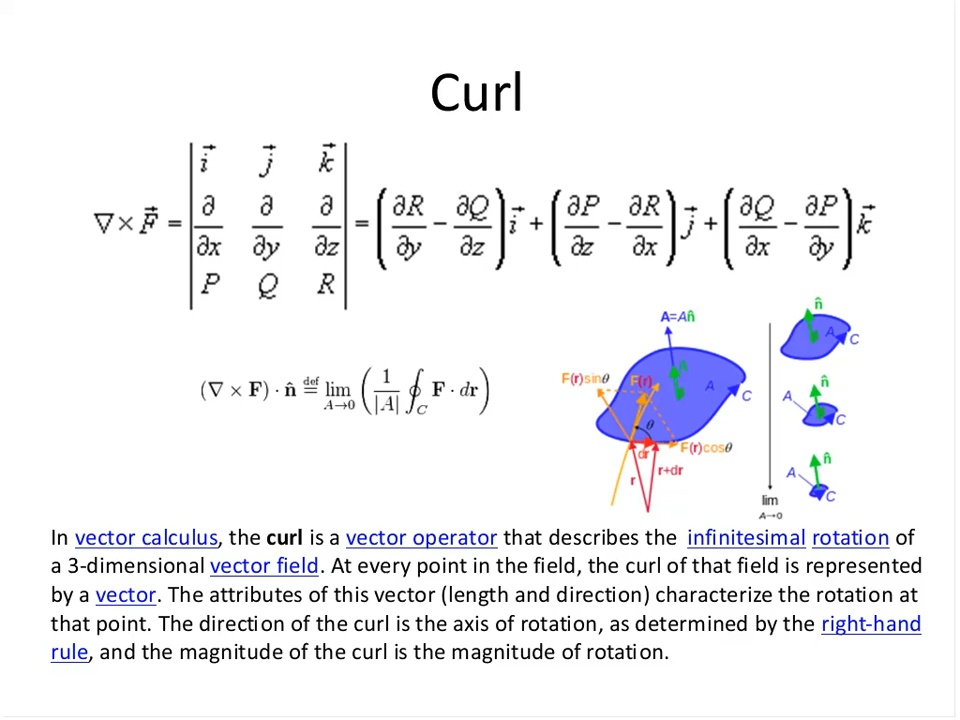 Curl
∇×F⃗ = | i⃗ j⃗ k⃗ ; ∂/∂x ∂/∂y ∂/∂z ; P Q R | = (∂R/∂y − ∂Q/∂z) i⃗ + (∂P/∂z − ∂R/∂x) j⃗ + (∂Q/∂x − ∂P/∂y) k⃗
(∇ × F) · n̂ ≝ lim A→0 (1/|A| ∮C F · dr)
A=An̂
n̂
F(r)sinθ
F(r)
A
C
θ
F(r)cosθ
dr
r
r+dr
n̂
A
C
n̂
A
C
n̂
A
C
lim
A→0
In vector calculus, the curl is a vector operator that describes the infinitesimal rotation of
a 3-dimensional vector field. At every point in the field, the curl of that field is represented
by a vector. The attributes of this vector (length and direction) characterize the rotation at
that point. The direction of the curl is the axis of rotation, as determined by the right-hand
rule, and the magnitude of the curl is the magnitude of rotation.